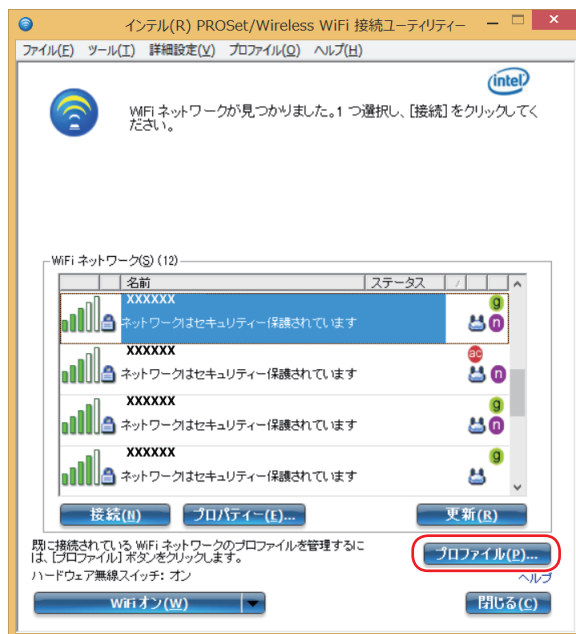 インテル(R) PROSet/Wireless WiFi 接続ユーティリティー
ファイル(F) ツール(T) 詳細設定(V) プロファイル(O) ヘルプ(H)
intel
WiFi ネットワークが見つかりました。1 つ選択し、[接続] をクリックしてく
ださい。
WiFi ネットワーク(S) (12)
名前 ステータス /
XXXXXX g
ネットワークはセキュリティー保護されています n
XXXXXX ac
ネットワークはセキュリティー保護されています n
XXXXXX g
ネットワークはセキュリティー保護されています n
XXXXXX g
ネットワークはセキュリティー保護されています
接続(N) プロパティー(E)... 更新(R)
既に接続されている WiFi ネットワークのプロファイルを管理するに
は、[プロファイル] ボタンをクリックします。
プロファイル(P)...
ハードウェア無線スイッチ: オン
ヘルプ
WiFi オン(W) 閉じる(C)